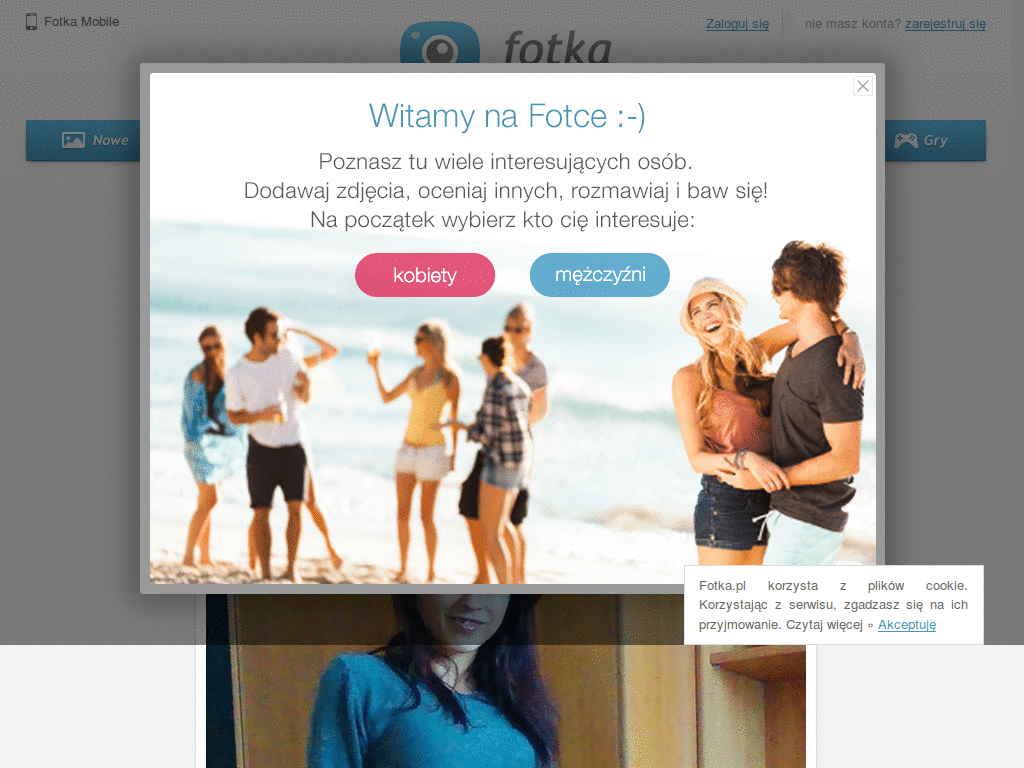 Fotka Mobile
Zaloguj się
nie masz konta? zarejestruj się
fotka
Nowe
Gry
Witamy na Fotce :-)
Poznasz tu wiele interesujących osób.
Dodawaj zdjęcia, oceniaj innych, rozmawiaj i baw się!
Na początek wybierz kto cię interesuje:
kobiety
mężczyźni
Fotka.pl korzysta z plików cookie.
Korzystając z serwisu, zgadzasz się na ich
przyjmowanie. Czytaj więcej » Akceptuję